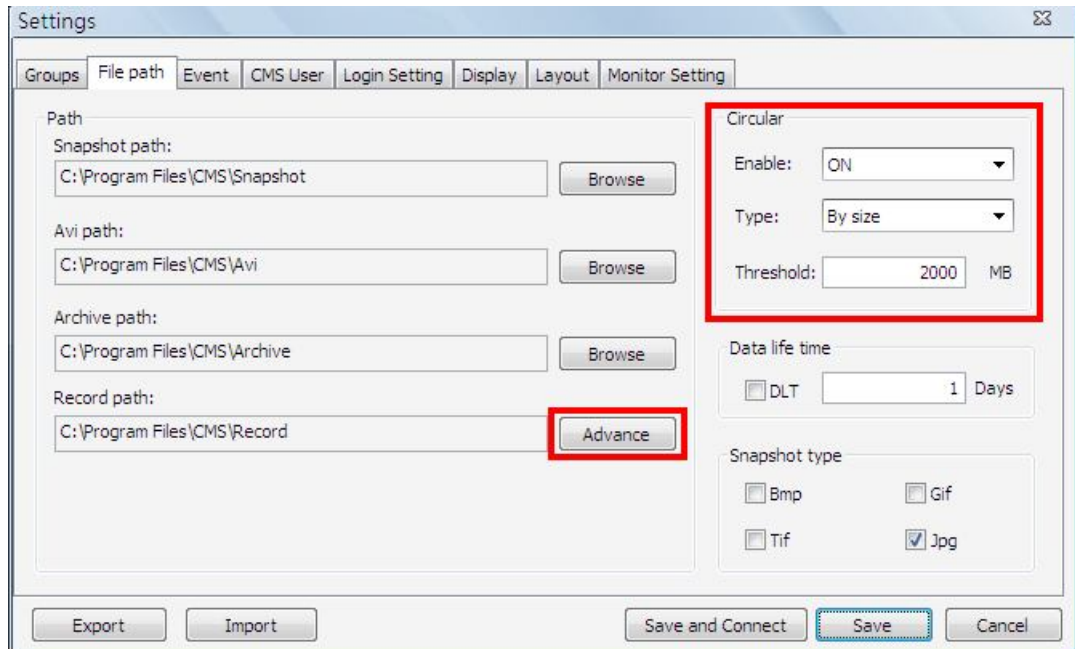 Settings
Groups File path Event CMS User Login Setting Display Layout Monitor Setting
Path
Snapshot path:
C:\Program Files\CMS\Snapshot Browse
Avi path:
C:\Program Files\CMS\Avi Browse
Archive path:
C:\Program Files\CMS\Archive Browse
Record path:
C:\Program Files\CMS\Record Advance
Circular
Enable: ON
Type: By size
Threshold: 2000 MB
Data life time
DLT 1 Days
Snapshot type
Bmp Gif
Tif Jpg
Export Import Save and Connect Save Cancel